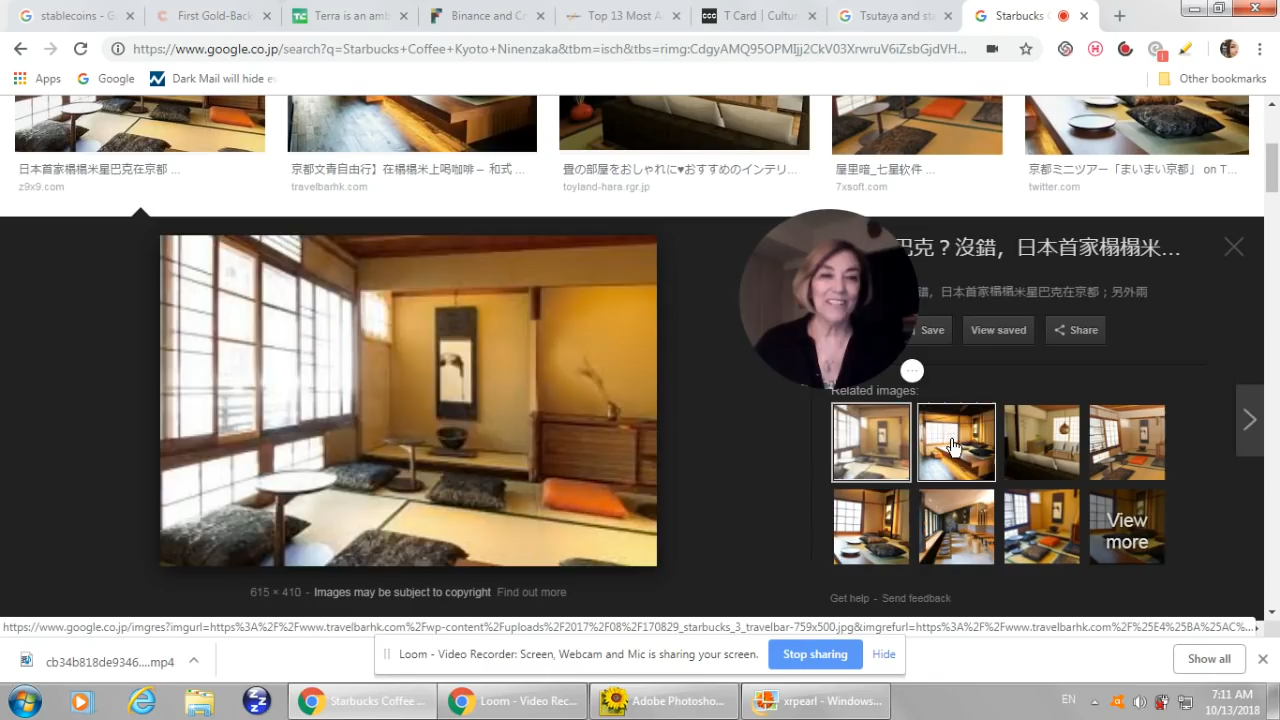 stablecoins - G
First Gold-Back
Terra is an amb
Binance and Cr
Top 13 Most A
T Card | Cultur
Tsutaya and sta
Starbucks
https://www.google.co.jp/search?q=Starbucks+Coffee+Kyoto+Ninenzaka&tbm=isch&tbs=rimg:CdgyAMQ95OPMIjj2CkV03XrwruV6iZsbGjdVH...
Apps
Google
Dark Mail will hide e
Other bookmarks
日本首家榻榻米星巴克在京都 ...
z9x9.com
京都文青自由行】在榻榻米上喝咖啡－ 和式 ...
travelbarhk.com
畳の部屋をおしゃれに♥おすすめのインテリ...
toyland-hara.rgr.jp
屋里暗_七星软件 ...
7xsoft.com
京都ミニツアー「まいまい京都」 on T...
twitter.com
巴克？沒錯，日本首家榻榻米...
錯，日本首家榻榻米星巴克在京都；另外兩
Save
View saved
Share
Related images:
View more
615 × 410 - Images may be subject to copyright Find out more
Get help - Send feedback
https://www.google.co.jp/imgres?imgurl=https%3A%2F%2Fwww.travelbarhk.com%2Fwp-content%2Fuploads%2F2017%2F08%2F170829_starbucks_3_travelbar-759x500.jpg&imgrefurl=https%3A%2F%2Fwww.travelbarhk.com%2F%25E4%25BA%25AC%...
cb34b818de9346....mp4
Loom - Video Recorder: Screen, Webcam and Mic is sharing your screen.
Stop sharing
Hide
Show all
Starbucks Coffee ...
Loom - Video Rec...
Adobe Photosho...
xrpearl - Windows...
EN
7:11 AM
10/13/2018